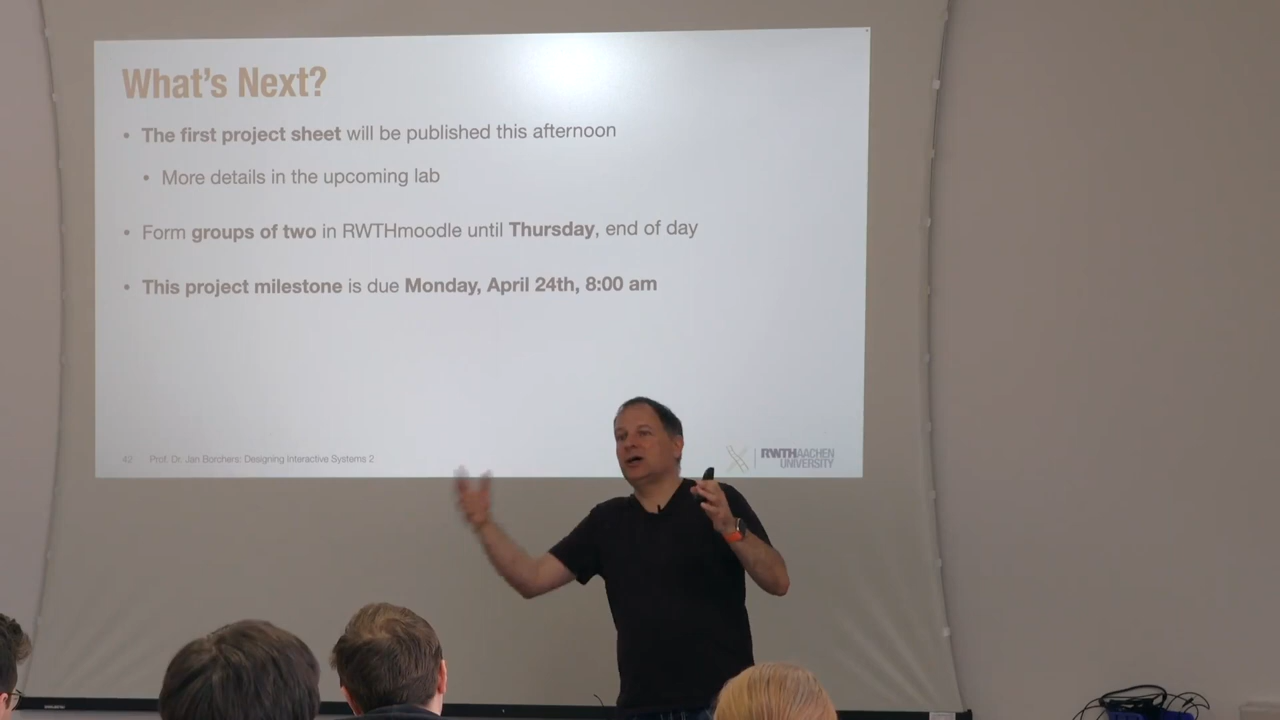 What's Next?
• The first project sheet will be published this afternoon
• More details in the upcoming lab
• Form groups of two in RWTHmoodle until Thursday, end of day
• This project milestone is due Monday, April 24th, 8:00 am
42 Prof. Dr. Jan Borchers: Designing Interactive Systems 2
RWTHAACHEN
UNIVERSITY